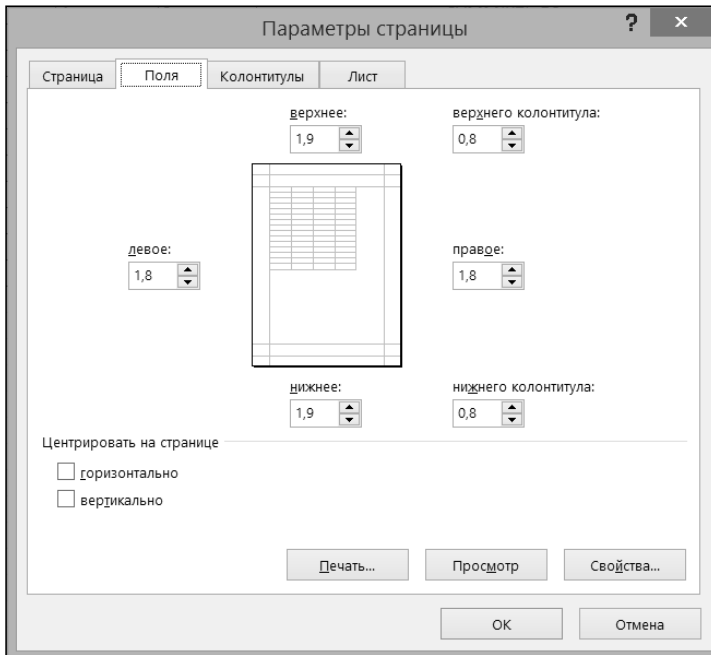 Параметры страницы ? x
Страница Поля Колонтитулы Лист
верхнее: верхнего колонтитула:
1,9 0,8
левое: правое:
1,8 1,8
нижнее: нижнего колонтитула:
1,9 0,8
Центрировать на странице
горизонтально
вертикально
Печать... Просмотр Свойства...
ОК Отмена